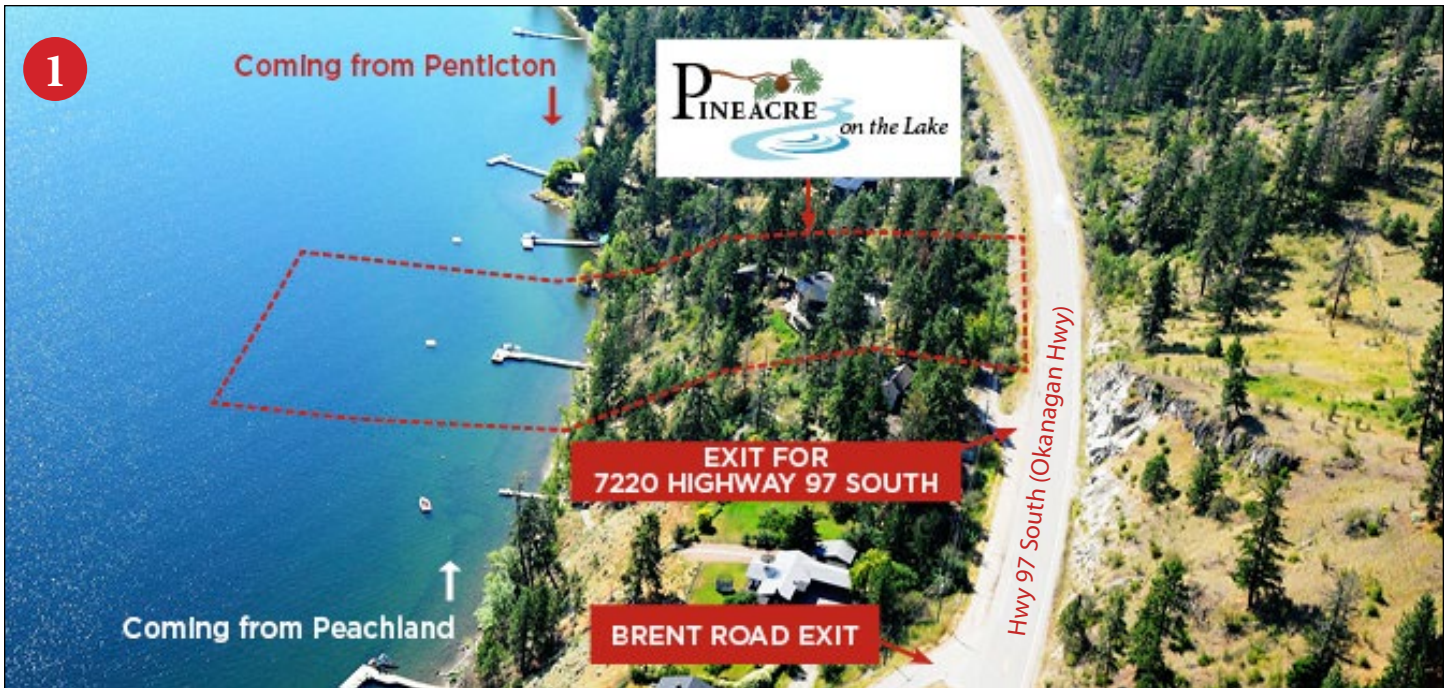 1
Coming from Penticton
PINEACRE
on the Lake
EXIT FOR
7220 HIGHWAY 97 SOUTH
Hwy 97 South (Okanagan Hwy)
Coming from Peachland
BRENT ROAD EXIT